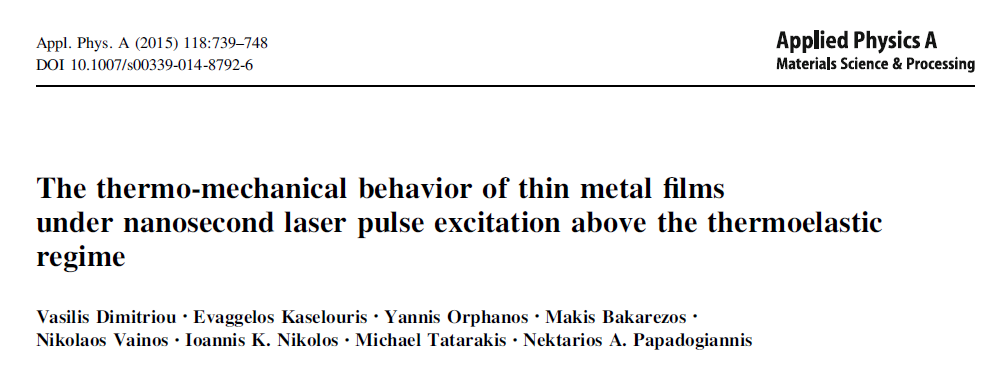 Appl. Phys. A (2015) 118:739–748
DOI 10.1007/s00339-014-8792-6
Applied Physics A
Materials Science & Processing
The thermo-mechanical behavior of thin metal films
under nanosecond laser pulse excitation above the thermoelastic
regime
Vasilis Dimitriou · Evaggelos Kaselouris · Yannis Orphanos · Makis Bakarezos ·
Nikolaos Vainos · Ioannis K. Nikolos · Michael Tatarakis · Nektarios A. Papadogiannis